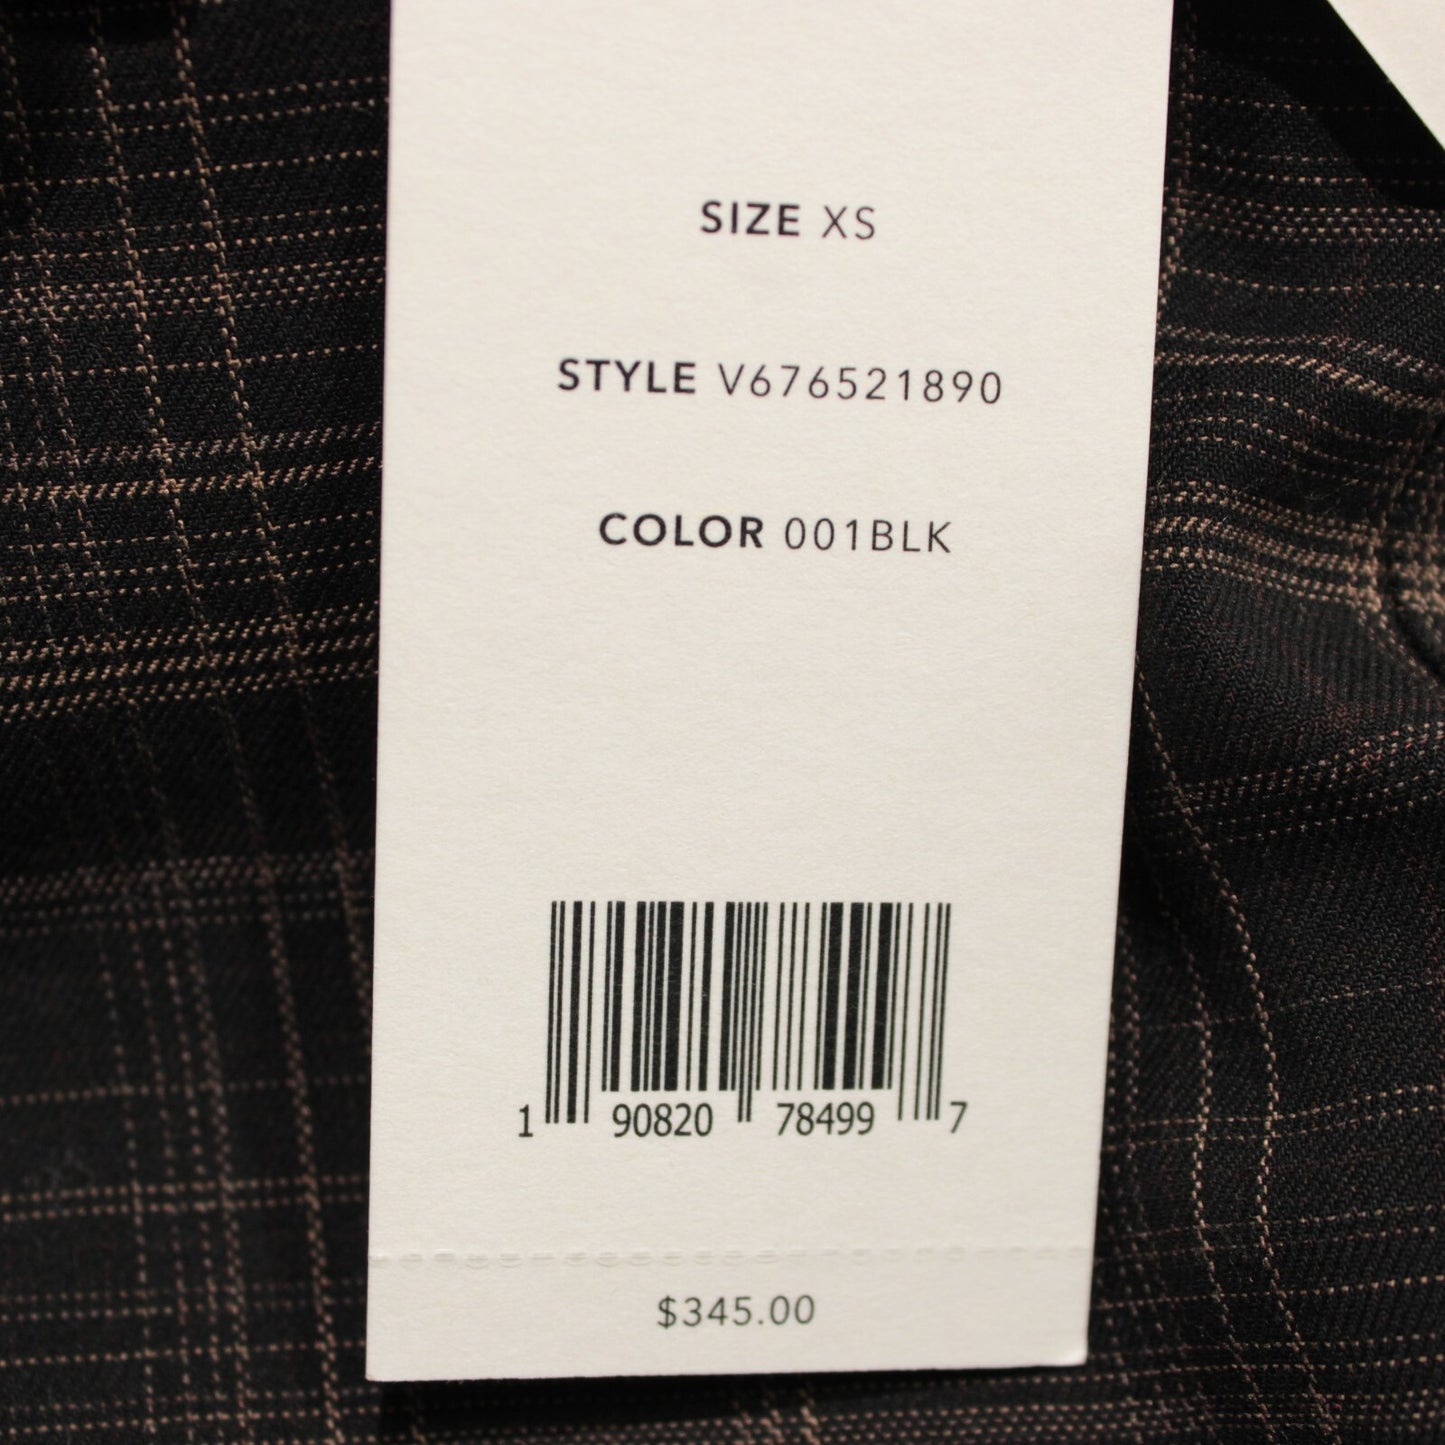 SIZE XS
STYLE V676521890
COLOR 001BLK
1 90820 78499 7
$345.00